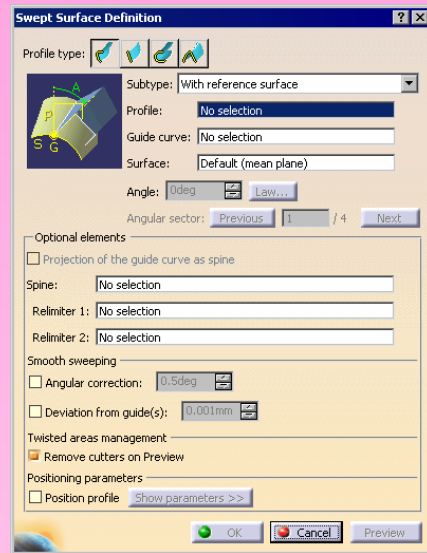 Swept Surface Definition
Profile type:
A
P
S G
Subtype: With reference surface
Profile: No selection
Guide curve: No selection
Surface: Default (mean plane)
Angle: 0deg Law...
Angular sector: Previous 1 / 4 Next
Optional elements
Projection of the guide curve as spine
Spine: No selection
Relimiter 1: No selection
Relimiter 2: No selection
Smooth sweeping
Angular correction: 0.5deg
Deviation from guide(s): 0.001mm
Twisted areas management
Remove cutters on Preview
Positioning parameters
Position profile Show parameters >>
OK Cancel Preview